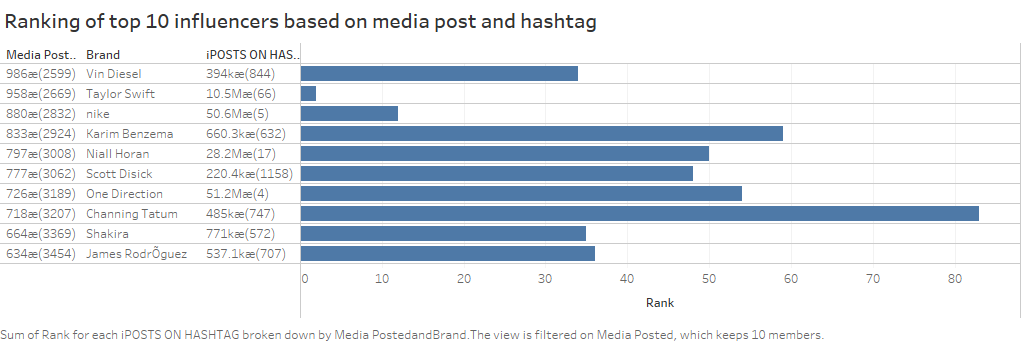 Ranking of top 10 influencers based on media post and hashtag
Media Post.. Brand iPOSTS ON HAS..
986æ(2599) Vin Diesel 394kæ(844)
958æ(2669) Taylor Swift 10.5Mæ(66)
880æ(2832) nike 50.6Mæ(5)
833æ(2924) Karim Benzema 660.3kæ(632)
797æ(3008) Niall Horan 28.2Mæ(17)
777æ(3062) Scott Disick 220.4kæ(1158)
726æ(3189) One Direction 51.2Mæ(4)
718æ(3207) Channing Tatum 485kæ(747)
664æ(3369) Shakira 771kæ(572)
634æ(3454) James RodrÕguez 537.1kæ(707)
0 10 20 30 40 50 60 70 80
Rank
Sum of Rank for each iPOSTS ON HASHTAG broken down by Media PostedandBrand.The view is filtered on Media Posted, which keeps 10 members.